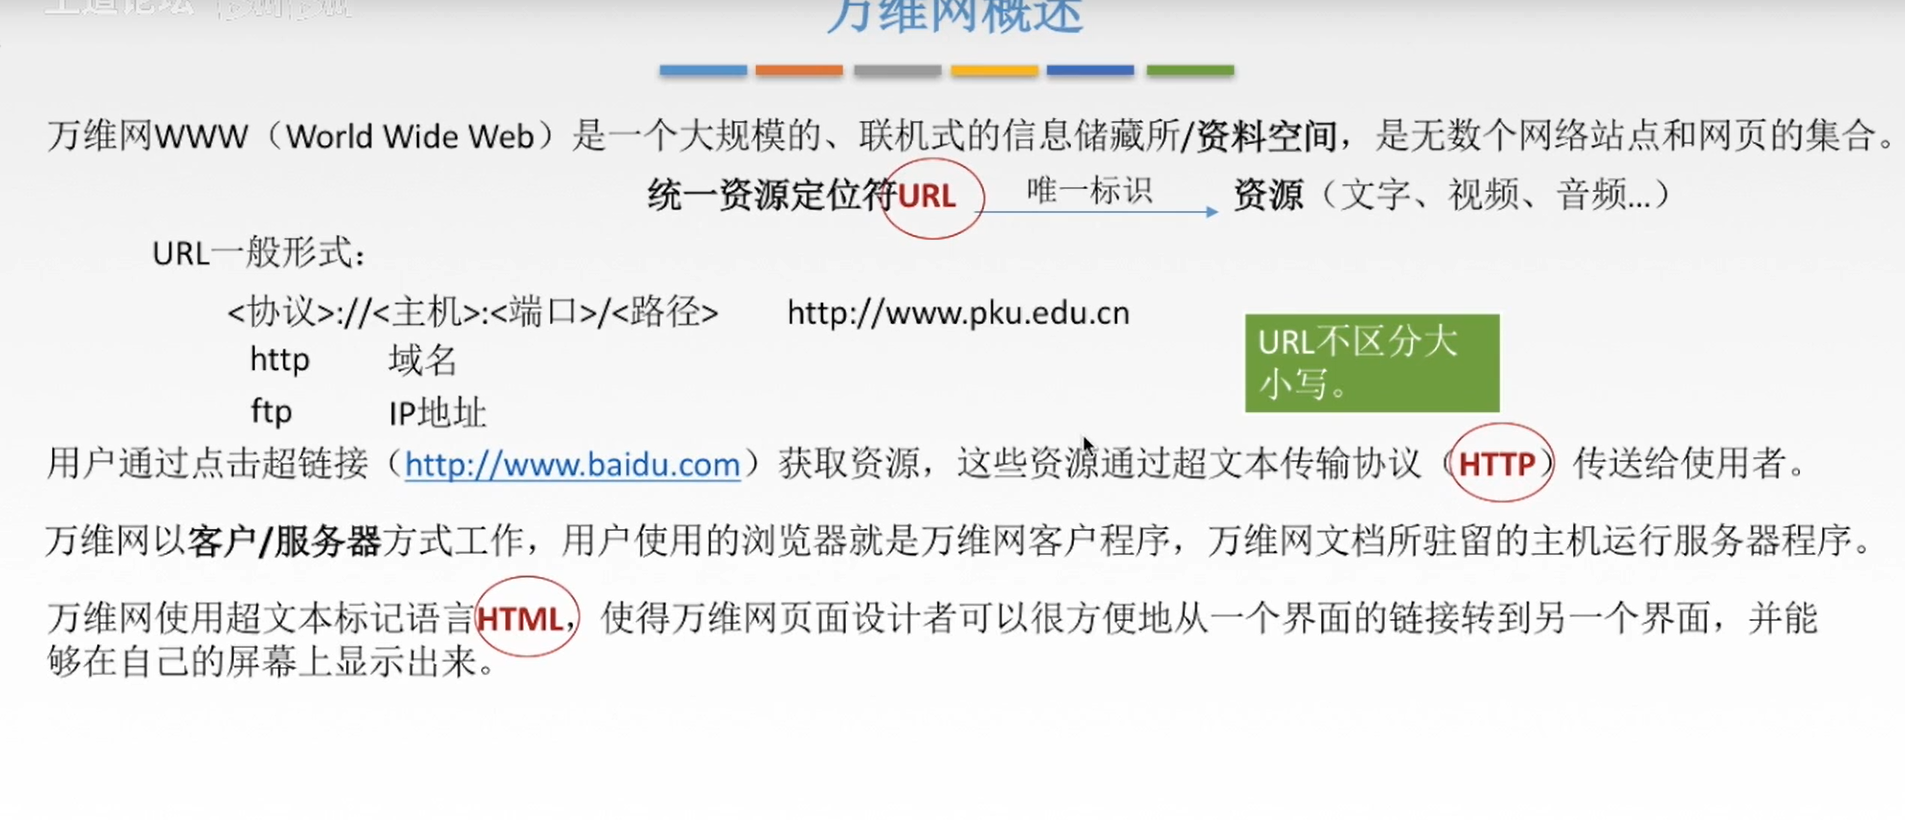 万维网概述
万维网WWW（World Wide Web）是一个大规模的、联机式的信息储藏所/资料空间，是无数个网络站点和网页的集合。
统一资源定位符URL 唯一标识 资源（文字、视频、音频...）
URL一般形式：
<协议>://<主机>:<端口>/<路径> http://www.pku.edu.cn
URL不区分大
小写。
http 域名
ftp IP地址
用户通过点击超链接（http://www.baidu.com）获取资源，这些资源通过超文本传输协议（HTTP）传送给使用者。
万维网以客户/服务器方式工作，用户使用的浏览器就是万维网客户程序，万维网文档所驻留的主机运行服务器程序。
万维网使用超文本标记语言HTML，使得万维网页面设计者可以很方便地从一个界面的链接转到另一个界面，并能
够在自己的屏幕上显示出来。